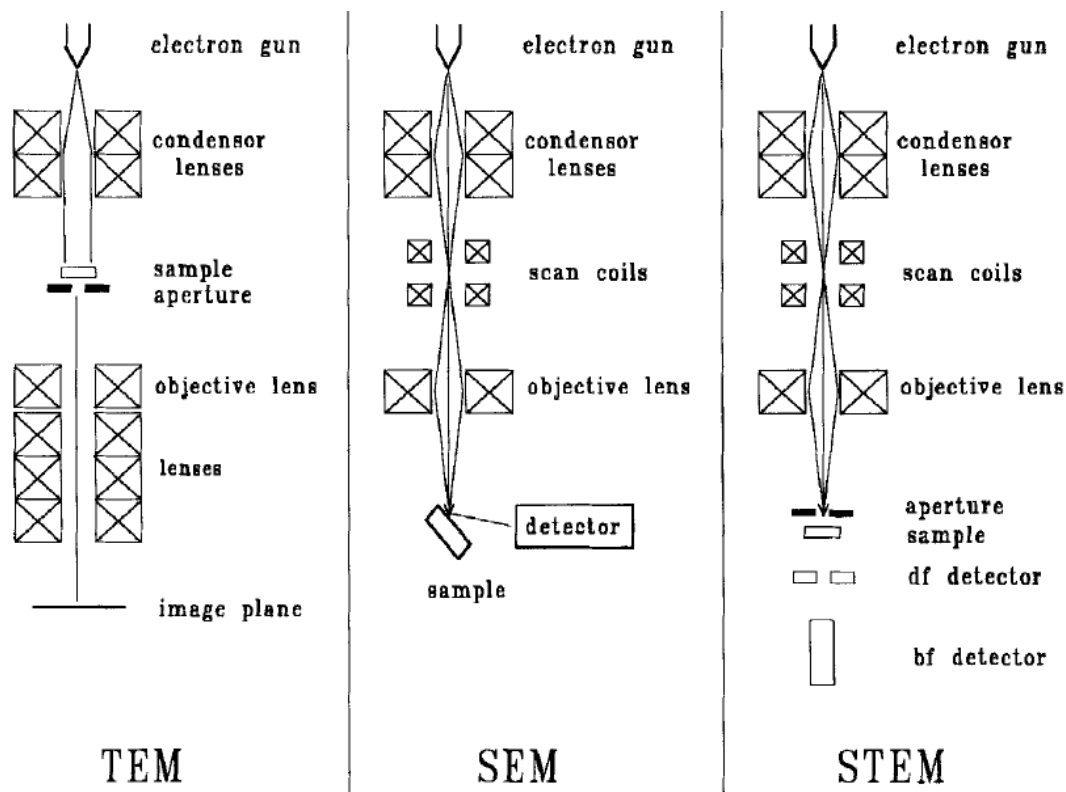 electron gun
condensor
lenses
sample
aperture
objective lens
lenses
image plane
TEM
electron gun
condensor
lenses
scan coils
objective lens
detector
sample
SEM
electron gun
condensor
lenses
scan coils
objective lens
aperture
sample
df detector
bf detector
STEM